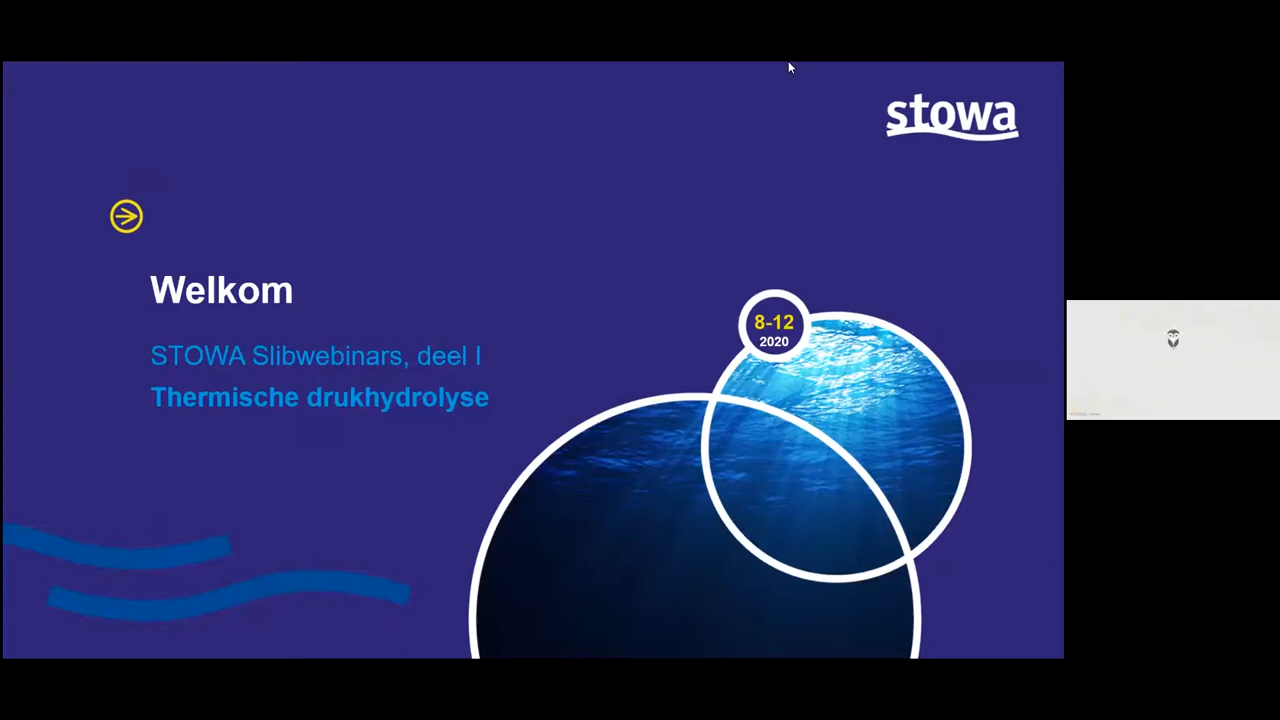 stowa
Welkom
STOWA Slibwebinars, deel I
Thermische drukhydrolyse
8-12
2020